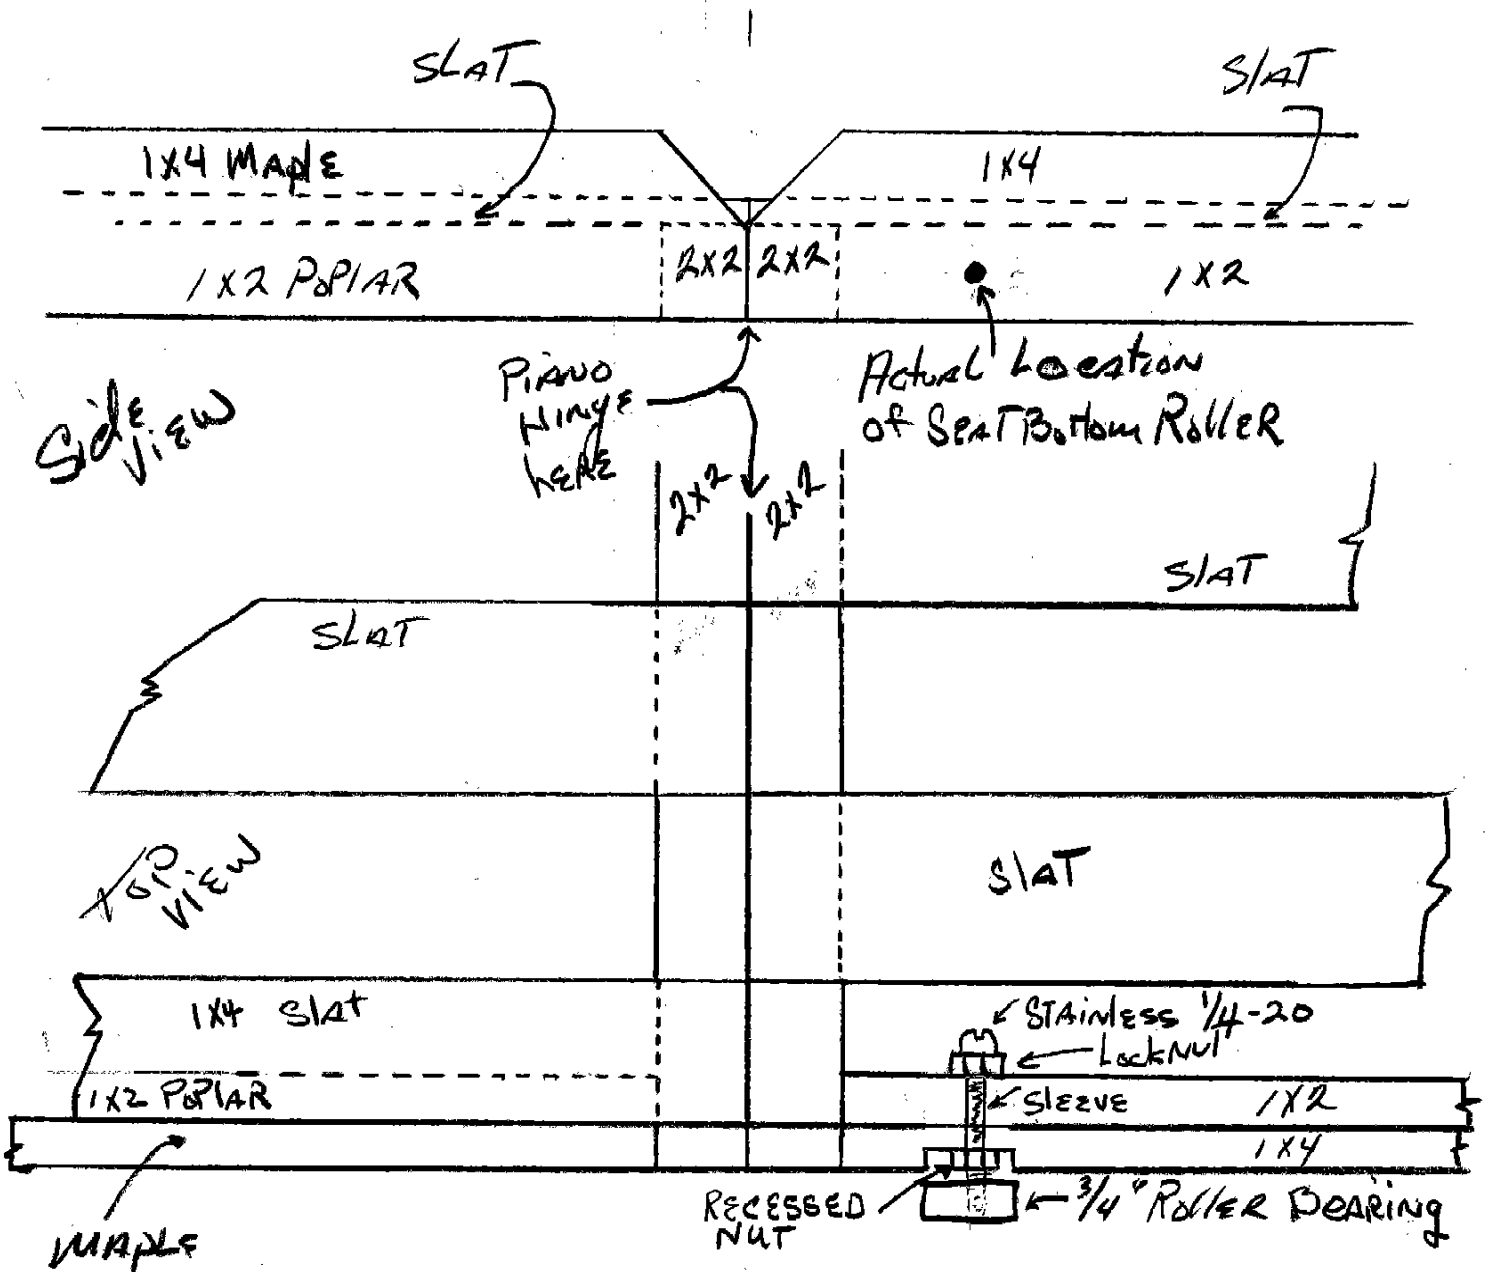 SLAT
SlAT
1X4 MAplE
1X4
2X2
2X2
1X2 POPlAR
1X2
PiANO
HiNgE
hERE
Actual Location
of SEAT Bottom RollER
SidE
VIEW
2X2
2X2
SlAT
SLAT
TOP
VIEW
SlAT
1X4 Slat
STAinlESS 1/4-20
LockNut
1X2 POPlAR
SlEEVE
1X2
1X4
RECESSED
NUT
3/4" RollER BEARing
MAplE